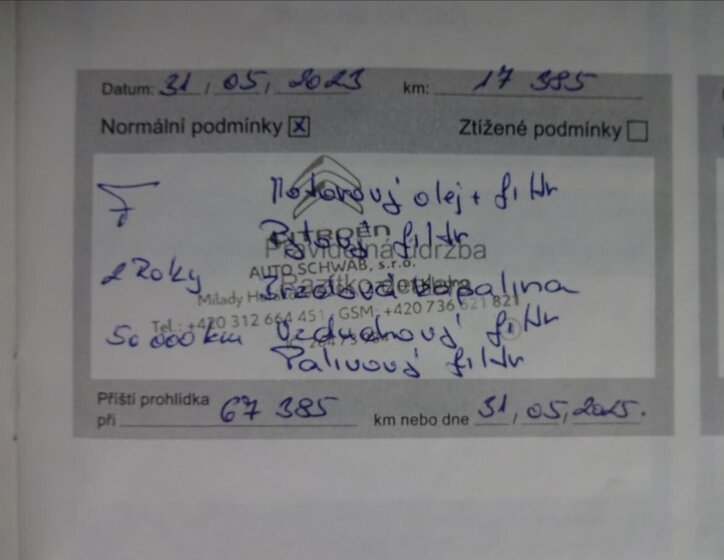 Datum: 31 / 05 / 2023 km: 17 385
Normální podmínky x Ztížené podmínky
Motorový olej + filtr
CITROËN
Pylový filtr
Pravidelná údržba
2 Roky AUTO SCHWAB, s.r.o.
Razítko
Brzdová kapalina
Milady
Tel.: +420 312 664 451, GSM: +420 736 621 821
50 000 km Vzduchový filtr
Palivový filtr
Příští prohlídka
při 67 385 km nebo dne 31 / 05 / 2025.